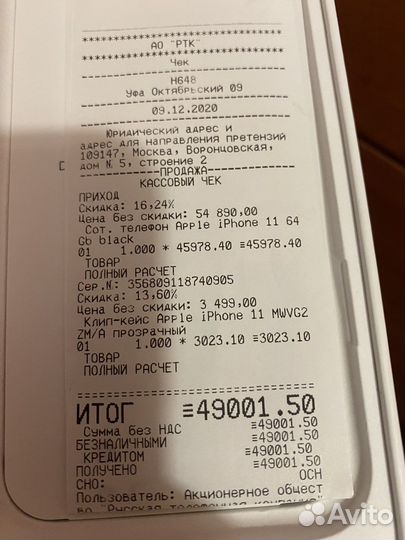 ************************
АО "РТК"
************************
Чек
------------------------
H648
Уфа Октябрьский 09
------------------------
09.12.2020
------------------------
Юридический адрес и
адрес для направления претензий
109147, Москва, Воронцовская,
дом N 5, строение 2
------------ПРОДАЖА------------
КАССОВЫЙ ЧЕК
ПРИХОД
Скидка: 16,24%
Цена без скидки: 54 890,00
Сот. телефон Apple iPhone 11 64
Gb black
01 1.000 * 45978.40 ≡45978.40
ТОВАР
ПОЛНЫЙ РАСЧЕТ
Сер.N: 356809118740905
Скидка: 13,60%
Цена без скидки: 3 499,00
Клип-кейс Apple iPhone 11 MWVG2
ZM/A прозрачный
01 1.000 * 3023.10 ≡3023.10
ТОВАР
ПОЛНЫЙ РАСЧЕТ
ИТОГ ≡49001.50
Сумма без НДС ≡49001.50
БЕЗНАЛИЧНЫМИ ≡49001.50
КРЕДИТОМ ≡49001.50
ПОЛУЧЕНО ≡49001.50
СНО: ОСН
Пользователь: Акционерное общест
во "Русская телефонная компания"
Avito